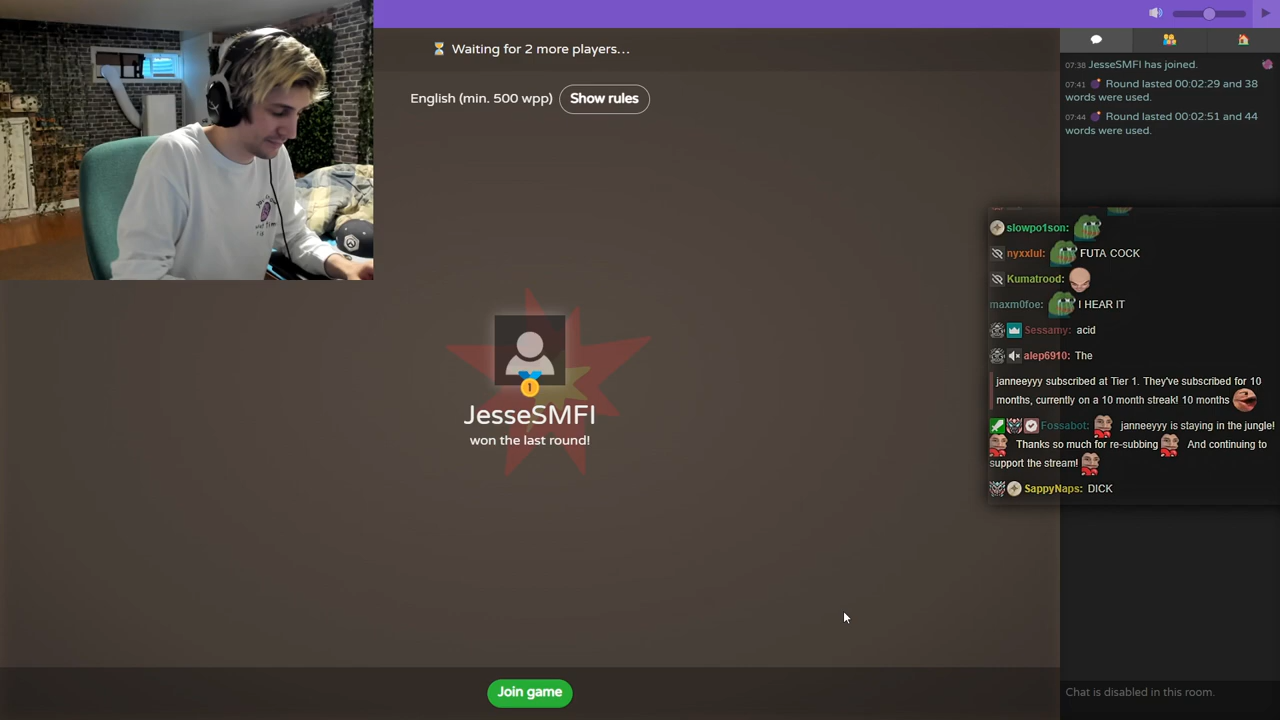 ⏳ Waiting for 2 more players…
English (min. 500 wpp) Show rules
1
JesseSMFI
won the last round!
Join game
07:38 JesseSMFI has joined.
07:41 Round lasted 00:02:29 and 38
words were used.
07:44 Round lasted 00:02:51 and 44
words were used.
slowpo1son:
nyxxlul: FUTA COCK
Kumatrood:
maxm0foe: I HEAR IT
Sessamy: acid
alep6910: The
janneeyyy subscribed at Tier 1. They've subscribed for 10
months, currently on a 10 month streak! 10 months
Fossabot: janneeyyy is staying in the jungle!
Thanks so much for re-subbing And continuing to
support the stream!
SappyNaps: DICK
Chat is disabled in this room.